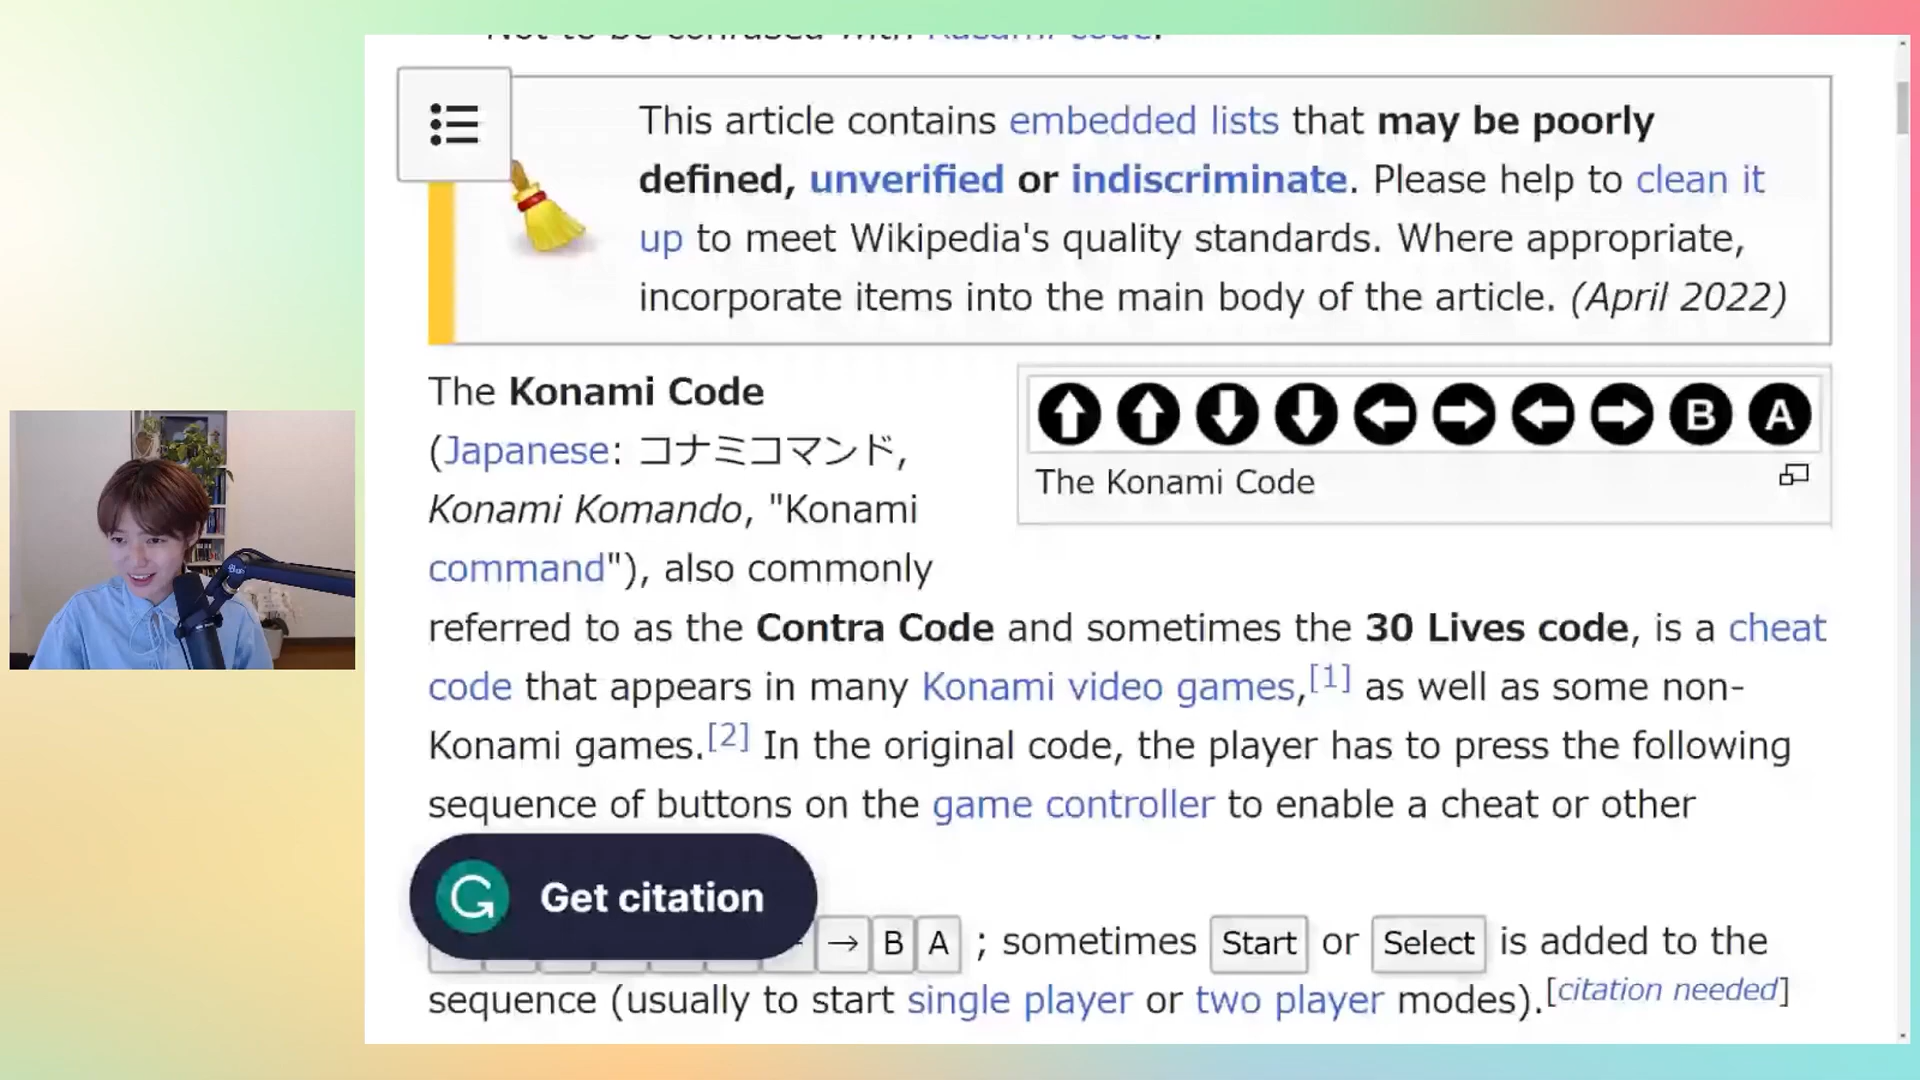 Not to be confused with Kasami code.
This article contains embedded lists that may be poorly
defined, unverified or indiscriminate. Please help to clean it
up to meet Wikipedia's quality standards. Where appropriate,
incorporate items into the main body of the article. (April 2022)
The Konami Code
(Japanese: コナミコマンド,
Konami Komando, "Konami
command"), also commonly
B A
The Konami Code
referred to as the Contra Code and sometimes the 30 Lives code, is a cheat
code that appears in many Konami video games,[1] as well as some non-
Konami games.[2] In the original code, the player has to press the following
sequence of buttons on the game controller to enable a cheat or other
Get citation
→ B A ; sometimes Start or Select is added to the
sequence (usually to start single player or two player modes).[citation needed]